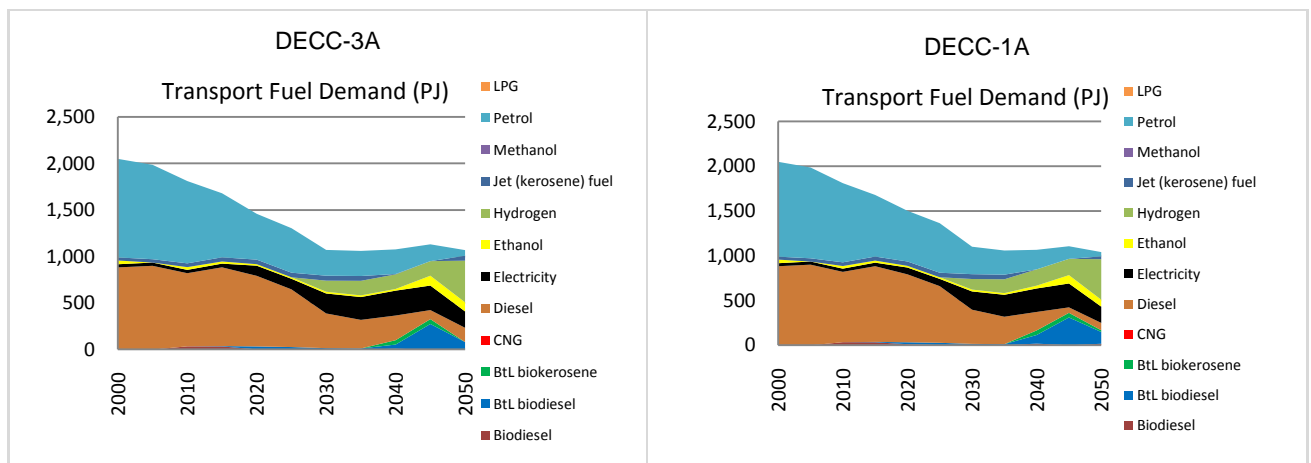 DECC-3A
Transport Fuel Demand (PJ)
2,500
2,000
1,500
1,000
500
0
2000
2010
2020
2030
2040
2050
LPG
Petrol
Methanol
Jet (kerosene) fuel
Hydrogen
Ethanol
Electricity
Diesel
CNG
BtL biokerosene
BtL biodiesel
Biodiesel
DECC-1A
Transport Fuel Demand (PJ)
2,500
2,000
1,500
1,000
500
0
2000
2010
2020
2030
2040
2050
LPG
Petrol
Methanol
Jet (kerosene) fuel
Hydrogen
Ethanol
Electricity
Diesel
CNG
BtL biokerosene
BtL biodiesel
Biodiesel